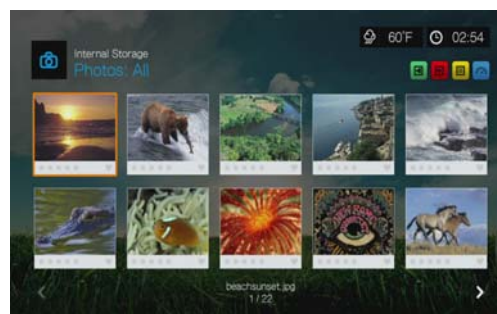 60°F 02:54
Internal Storage
Photos: All
beachsunset.jpg
1 / 22